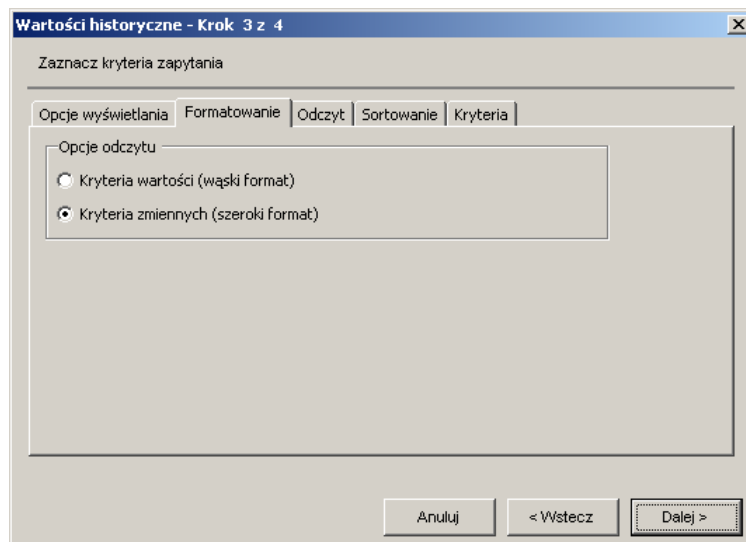 Wartości historyczne - Krok 3 z 4
Zaznacz kryteria zapytania
Opcje wyświetlania Formatowanie Odczyt Sortowanie Kryteria
Opcje odczytu
Kryteria wartości (wąski format)
Kryteria zmiennych (szeroki format)
Anuluj < Wstecz Dalej >